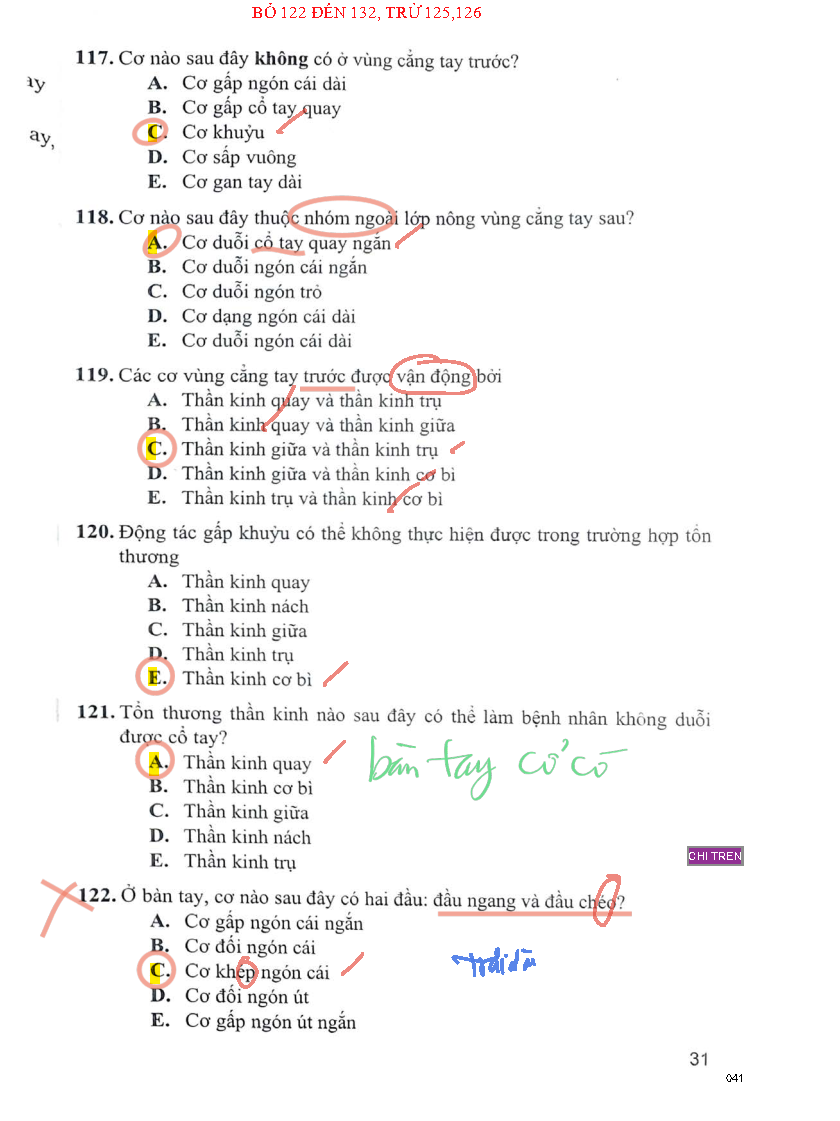 BỎ 122 ĐẾN 132, TRỪ 125,126
117. Cơ nào sau đây không có ở vùng cẳng tay trước?
ay
A. Cơ gấp ngón cái dài
B. Cơ gấp cổ tay quay
ay,
C. Cơ khuỷu
D. Cơ sấp vuông
E. Cơ gan tay dài
118. Cơ nào sau đây thuộc nhóm ngoài lớp nông vùng cẳng tay sau?
A. Cơ duỗi cổ tay quay ngắn
B. Cơ duỗi ngón cái ngắn
C. Cơ duỗi ngón trỏ
D. Cơ dạng ngón cái dài
E. Cơ duỗi ngón cái dài
119. Các cơ vùng cẳng tay trước được vận động bởi
A. Thần kinh quay và thần kinh trụ
B. Thần kinh quay và thần kinh giữa
C. Thần kinh giữa và thần kinh trụ
D. Thần kinh giữa và thần kinh cơ bì
E. Thần kinh trụ và thần kinh cơ bì
120. Động tác gấp khuỷu có thể không thực hiện được trong trường hợp tổn
thương
A. Thần kinh quay
B. Thần kinh nách
C. Thần kinh giữa
D. Thần kinh trụ
E. Thần kinh cơ bì
121. Tổn thương thần kinh nào sau đây có thể làm bệnh nhân không duỗi
được cổ tay?
A. Thần kinh quay
bàn tay cổ cò
B. Thần kinh cơ bì
C. Thần kinh giữa
D. Thần kinh nách
E. Thần kinh trụ
CHI TREN
122. Ở bàn tay, cơ nào sau đây có hai đầu: đầu ngang và đầu chéo?
A. Cơ gấp ngón cái ngắn
B. Cơ đối ngón cái
C. Cơ khép ngón cái
D. Cơ đối ngón út
E. Cơ gấp ngón út ngắn
31
041